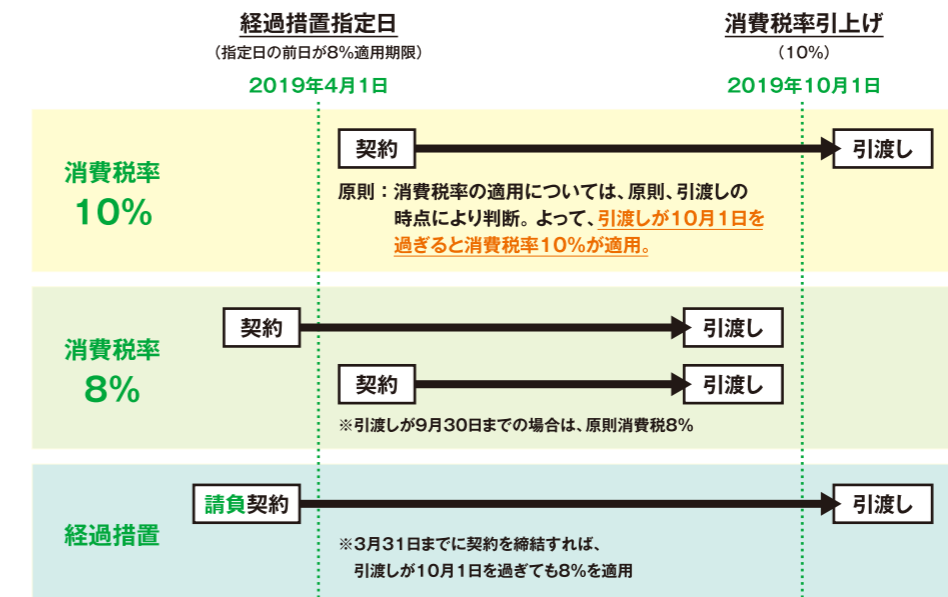 経過措置指定日
（指定日の前日が8%適用期限）
2019年4月1日
消費税率引上げ
（10%）
2019年10月1日
消費税率
10%
契約
引渡し
原則：消費税率の適用については、原則、引渡しの
時点により判断。よって、引渡しが10月1日を
過ぎると消費税率10%が適用。
消費税率
8%
契約
引渡し
契約
引渡し
※引渡しが9月30日までの場合は、原則消費税8%
経過措置
請負契約
引渡し
※3月31日までに契約を締結すれば、
引渡しが10月1日を過ぎても8%を適用